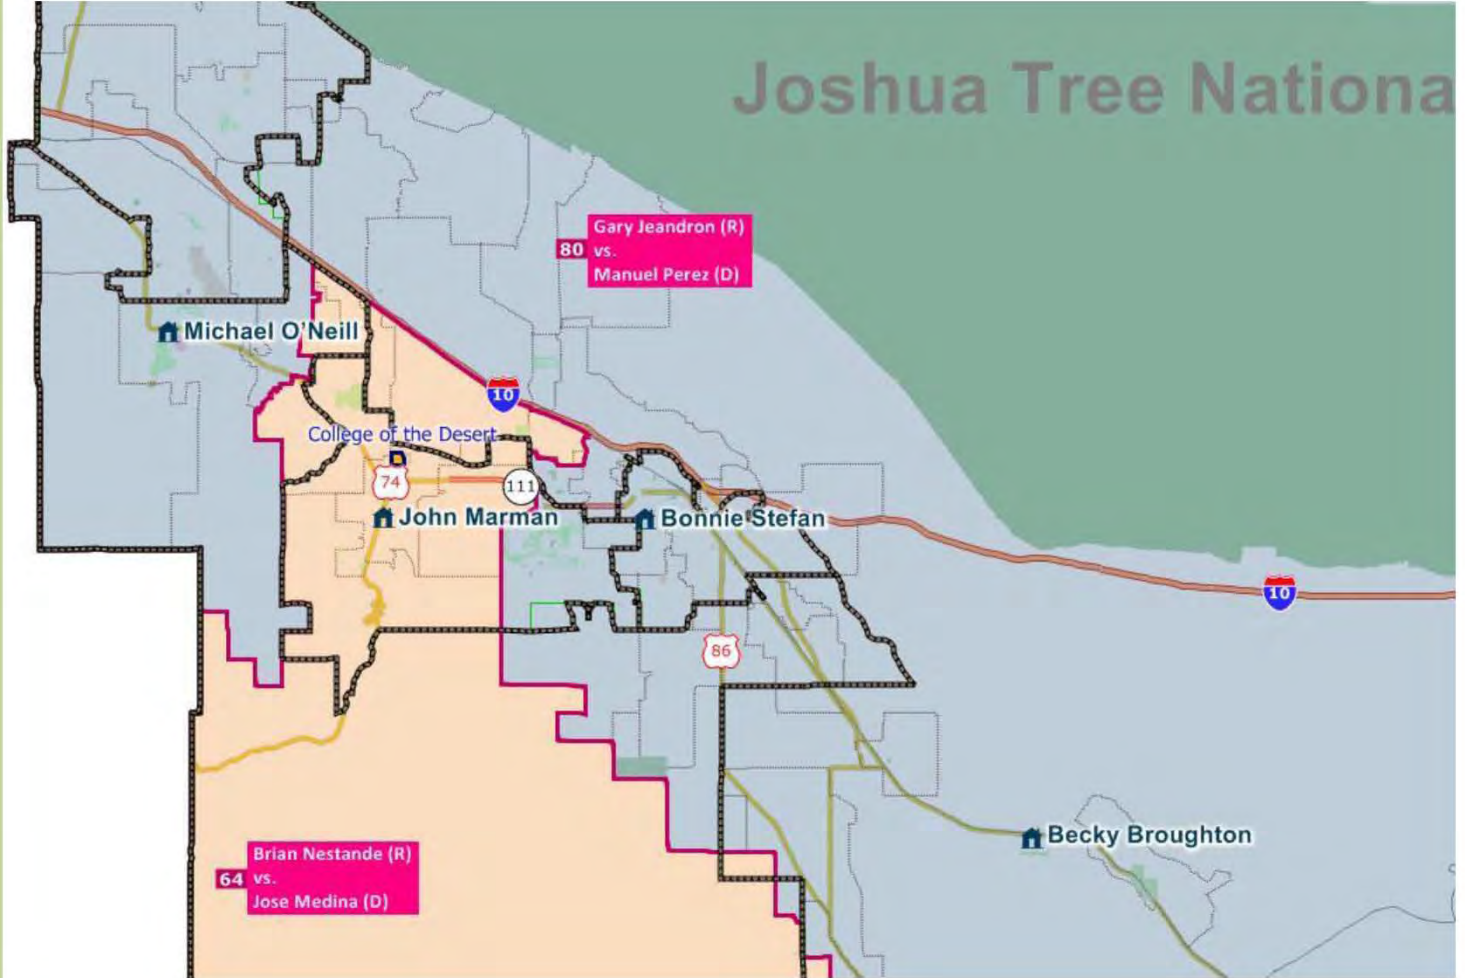 Joshua Tree Nationa
Gary Jeandron (R)
80 vs.
Manuel Perez (D)
Michael O'Neill
10
College of the Desert
74
111
John Marman
Bonnie Stefan
10
86
Becky Broughton
Brian Nestande (R)
64 vs.
Jose Medina (D)